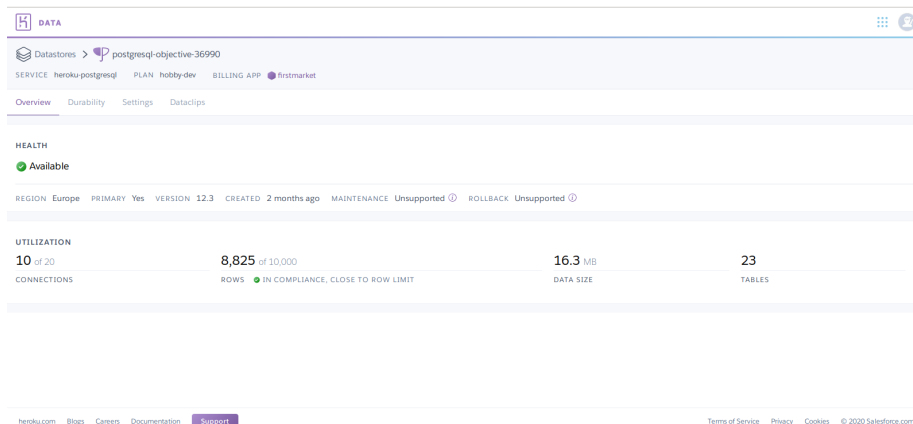 DATA
Datastores > postgresql-objective-36990
SERVICE heroku-postgresql PLAN hobby-dev BILLING APP firstmarket
Overview Durability Settings Dataclips
HEALTH
Available
REGION Europe PRIMARY Yes VERSION 12.3 CREATED 2 months ago MAINTENANCE Unsupported ROLLBACK Unsupported
UTILIZATION
10 of 20 8,825 of 10,000 16.3 MB 23
CONNECTIONS ROWS IN COMPLIANCE, CLOSE TO ROW LIMIT DATA SIZE TABLES
heroku.com Blogs Careers Documentation Support Terms of Service Privacy Cookies © 2020 Salesforce.com